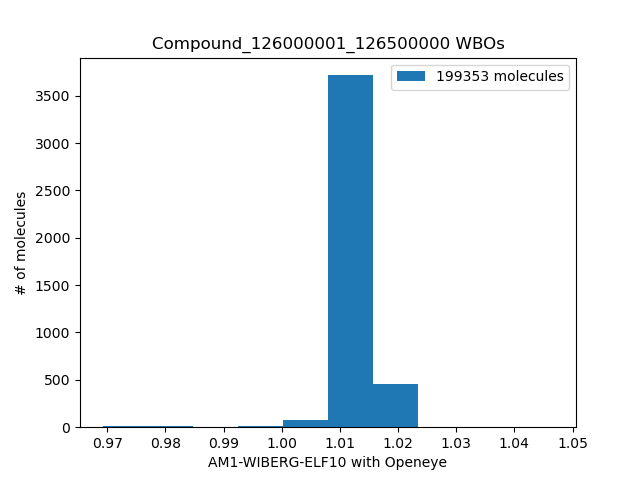 Compound_126000001_126500000 WBOs
199353 molecules
# of molecules
3500
3000
2500
2000
1500
1000
500
0
0.97 0.98 0.99 1.00 1.01 1.02 1.03 1.04 1.05
AM1-WIBERG-ELF10 with Openeye